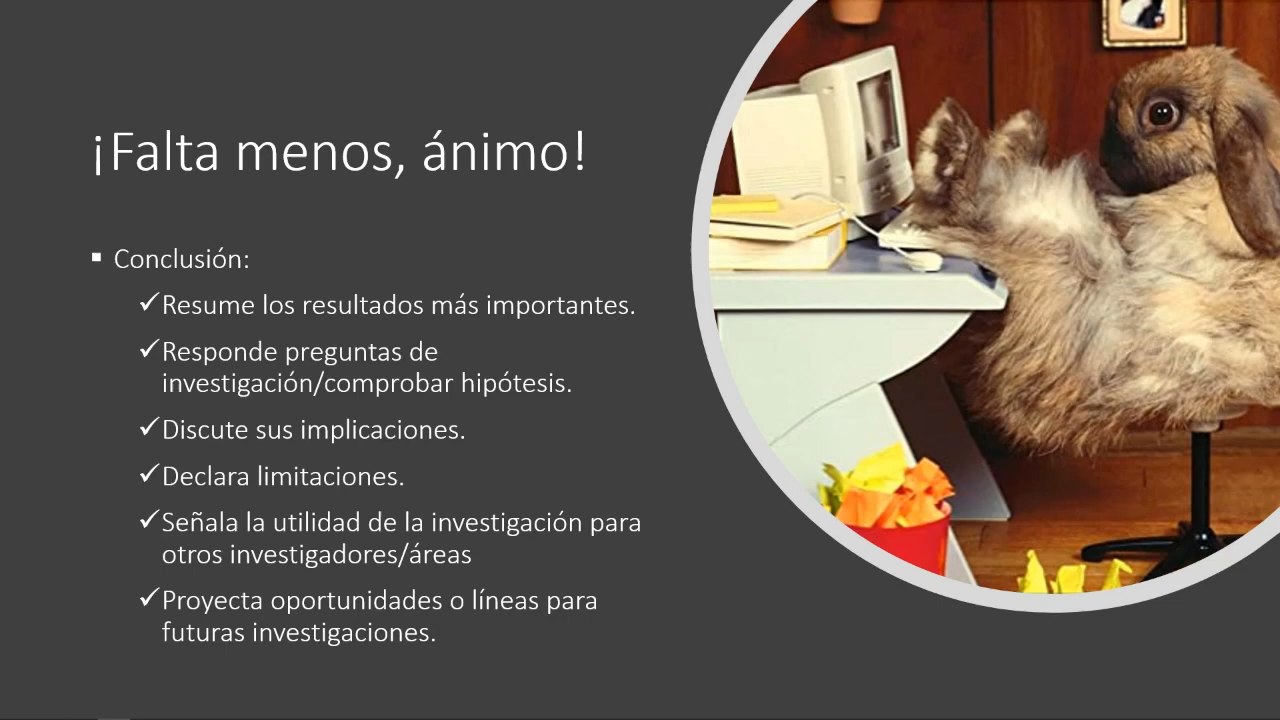 ¡Falta menos, ánimo!
▪ Conclusión:
✓Resume los resultados más importantes.
✓Responde preguntas de
investigación/comprobar hipótesis.
✓Discute sus implicaciones.
✓Declara limitaciones.
✓Señala la utilidad de la investigación para
otros investigadores/áreas
✓Proyecta oportunidades o líneas para
futuras investigaciones.